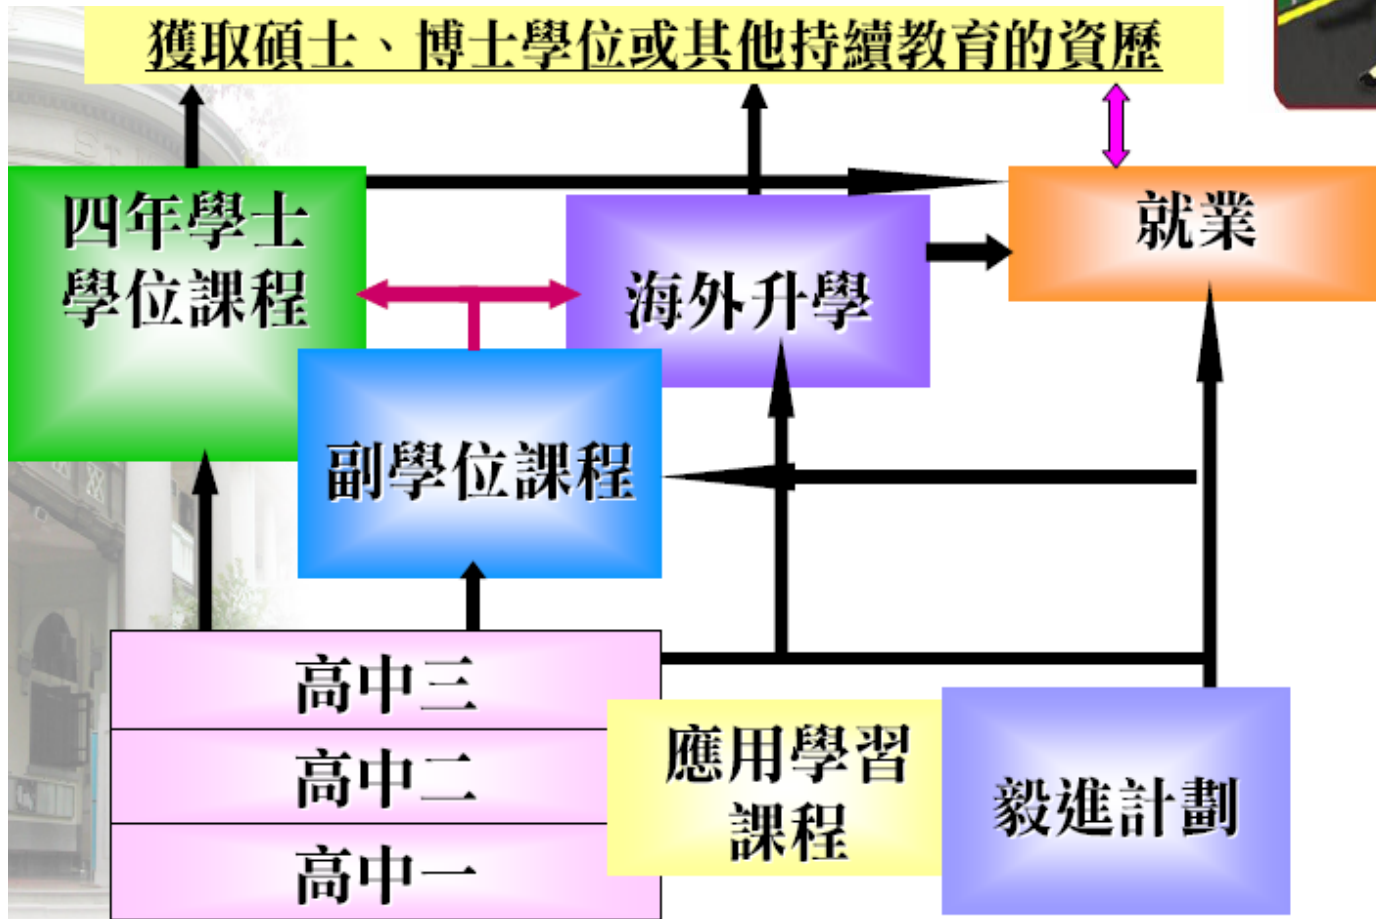 獲取碩士、博士學位或其他持續教育的資歷
四年學士
學位課程
海外升學
就業
副學位課程
高中三
高中二
高中一
應用學習
課程
毅進計劃